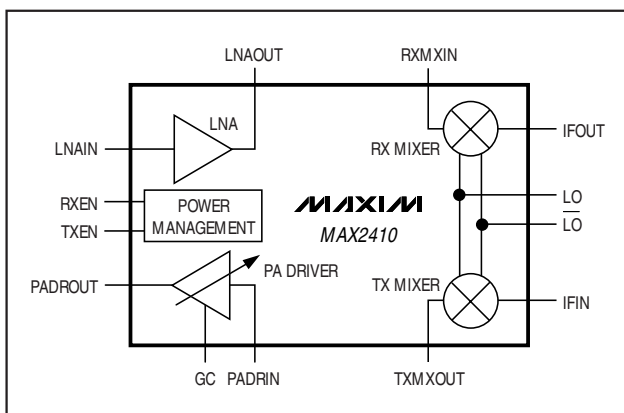 LNAOUT
RXMXIN
LNA
LNAIN
RX MIXER
IFOUT
RXEN
TXEN
POWER
MANAGEMENT
MAXIM
MAX2410
LO
LO
PADROUT
PA DRIVER
TX MIXER
IFIN
GC
PADRIN
TXMXOUT